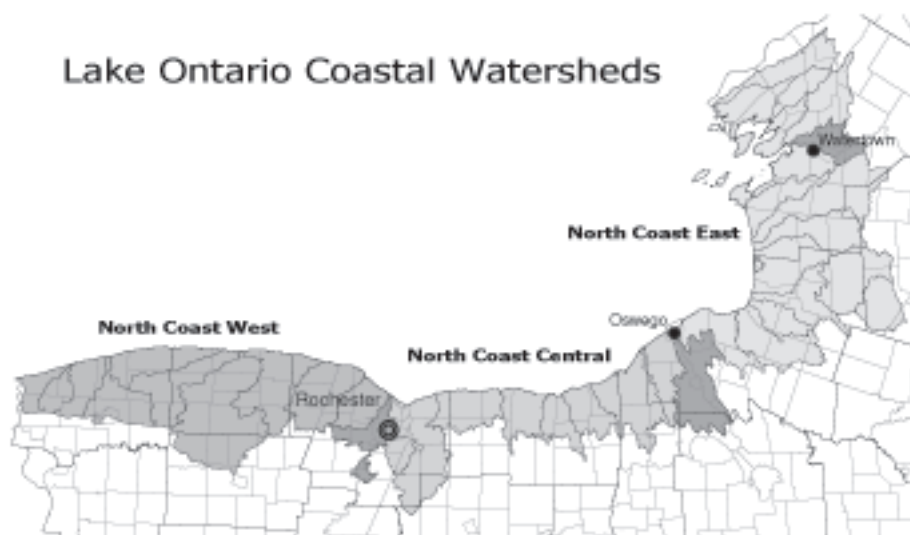 Lake Ontario Coastal Watersheds
Watertown
North Coast East
Oswego
North Coast West
North Coast Central
Rochester